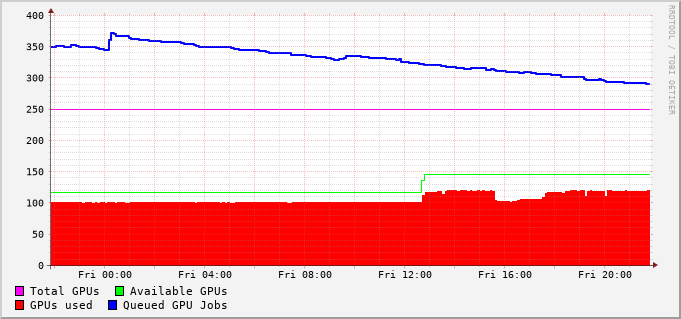 400
350
300
250
200
150
100
50
0
Fri 00:00 Fri 04:00 Fri 08:00 Fri 12:00 Fri 16:00 Fri 20:00
Total GPUs Available GPUs
GPUs used Queued GPU Jobs
RRDTOOL / TOBI OETIKER